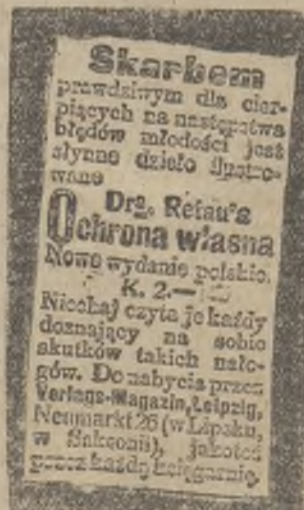 Skarbem
prawdziwym dla cier-
piących na następstwa
błędów młodości jest
słynne dzieło ilustro-
wane
Dra. Retau'a
Ochrona własna
Nowe wydanie polskie.
K. 2.—
Niechaj czyta je każdy
doznający na sobie
skutków takich nało-
gów. Do nabycia przez
Verlags-Magazin, Leipzig,
Neumarkt 26 (w Lipsku,
w Saksonii), jakoteż
przez każdą księgarnię.